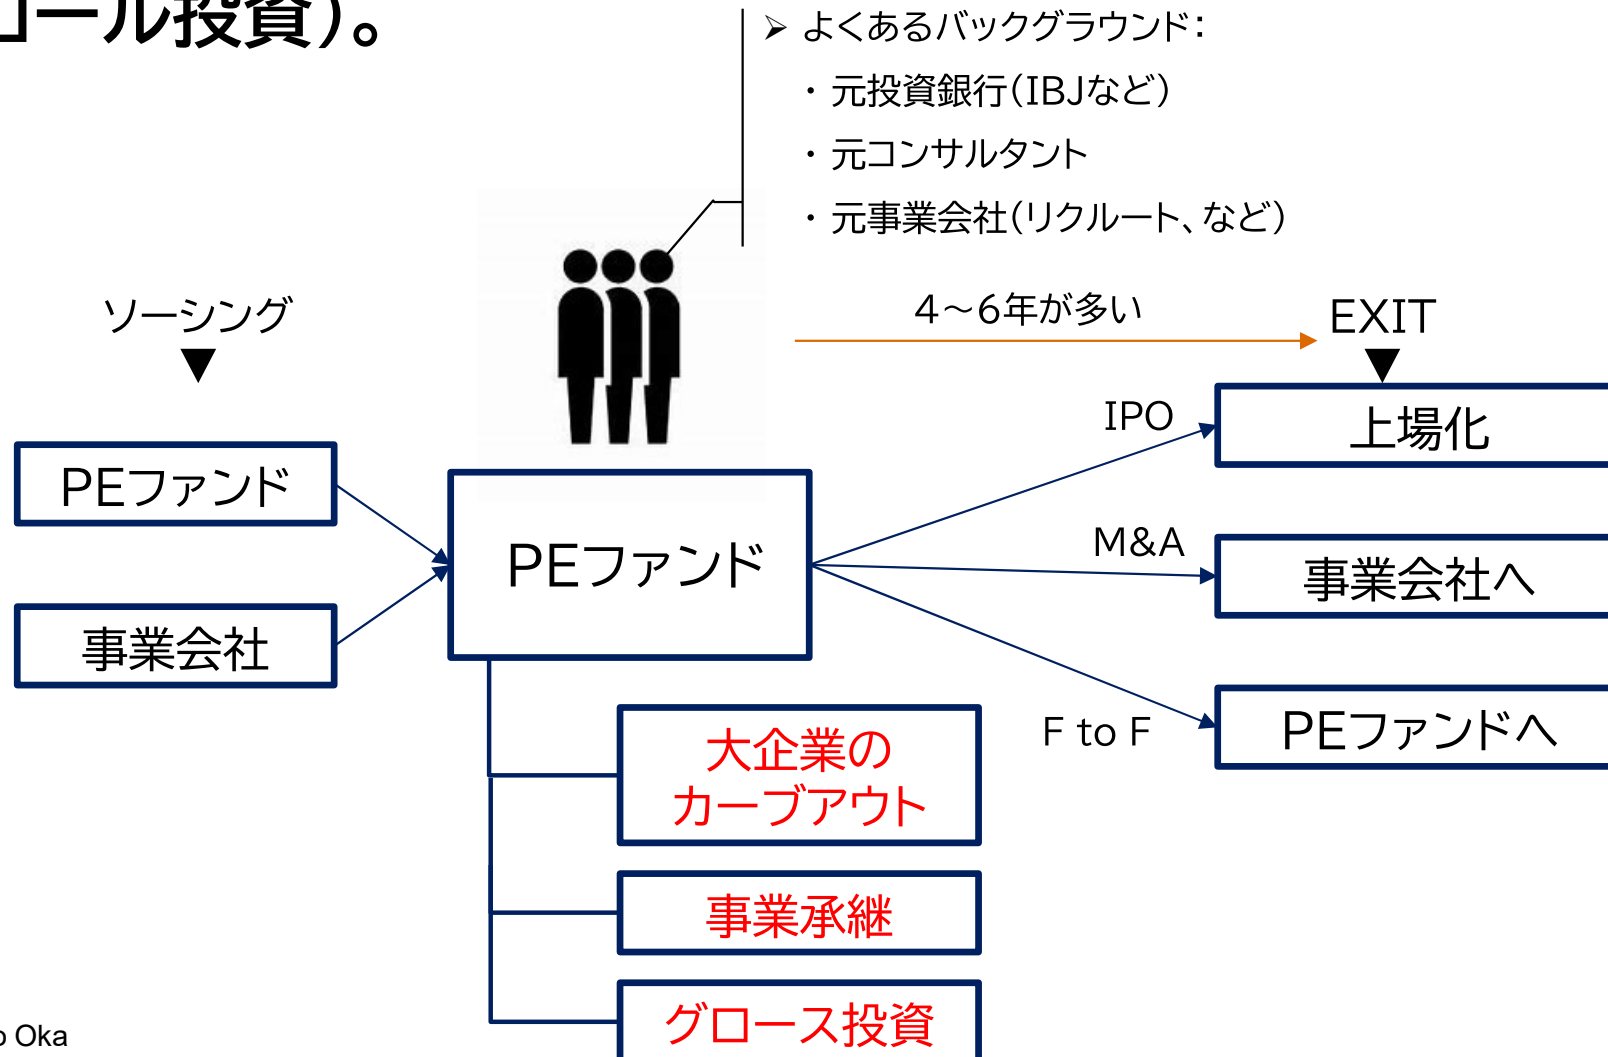 コール投資)。
➢ よくあるバックグラウンド：
・元投資銀行(IBJなど)
・元コンサルタント
・元事業会社(リクルート、など)
ソーシング
▼
4～6年が多い
EXIT
▼
PEファンド
事業会社
PEファンド
IPO
上場化
M&A
事業会社へ
F to F
PEファンドへ
大企業の
カーブアウト
事業承継
グロース投資
Oka